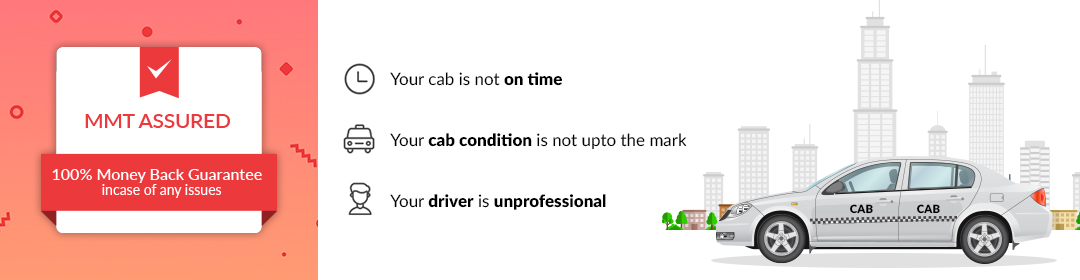 MMT ASSURED
100% Money Back Guarantee
incase of any issues
Your cab is not on time
Your cab condition is not upto the mark
Your driver is unprofessional
CAB CAB